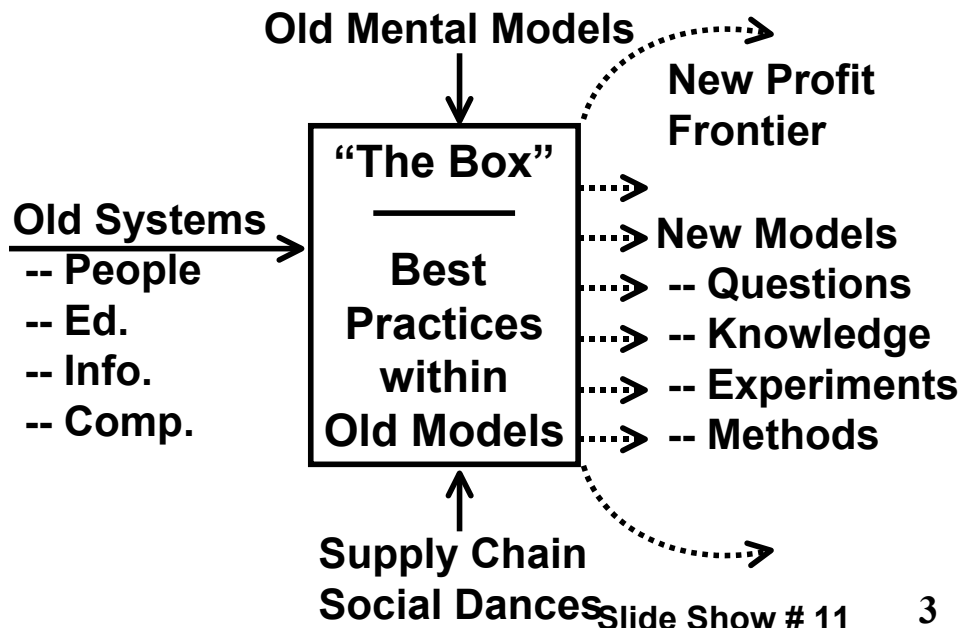 Old Mental Models
New Profit
Frontier
“The Box”
Old Systems
-- People
-- Ed.
-- Info.
-- Comp.
Best
Practices
within
Old Models
New Models
-- Questions
-- Knowledge
-- Experiments
-- Methods
Supply Chain
Social Dances
Slide Show # 11
3